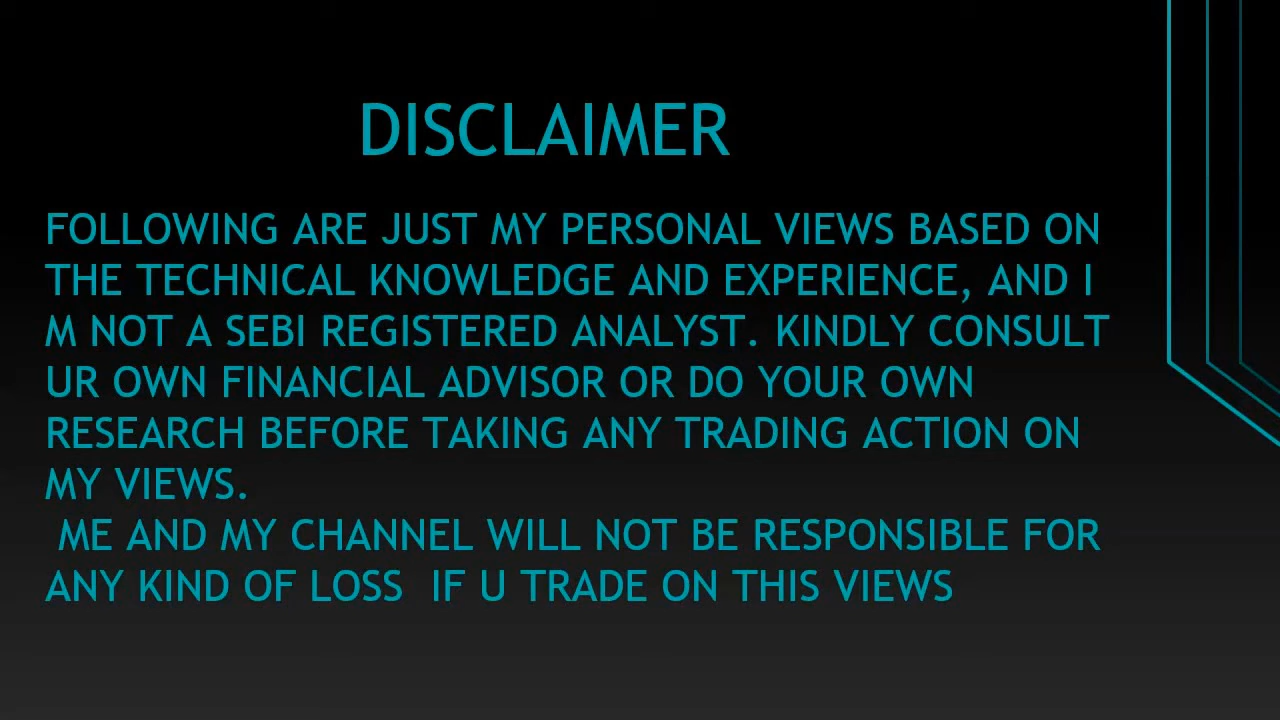 DISCLAIMER
FOLLOWING ARE JUST MY PERSONAL VIEWS BASED ON
THE TECHNICAL KNOWLEDGE AND EXPERIENCE, AND I
M NOT A SEBI REGISTERED ANALYST. KINDLY CONSULT
UR OWN FINANCIAL ADVISOR OR DO YOUR OWN
RESEARCH BEFORE TAKING ANY TRADING ACTION ON
MY VIEWS.
ME AND MY CHANNEL WILL NOT BE RESPONSIBLE FOR
ANY KIND OF LOSS  IF U TRADE ON THIS VIEWS